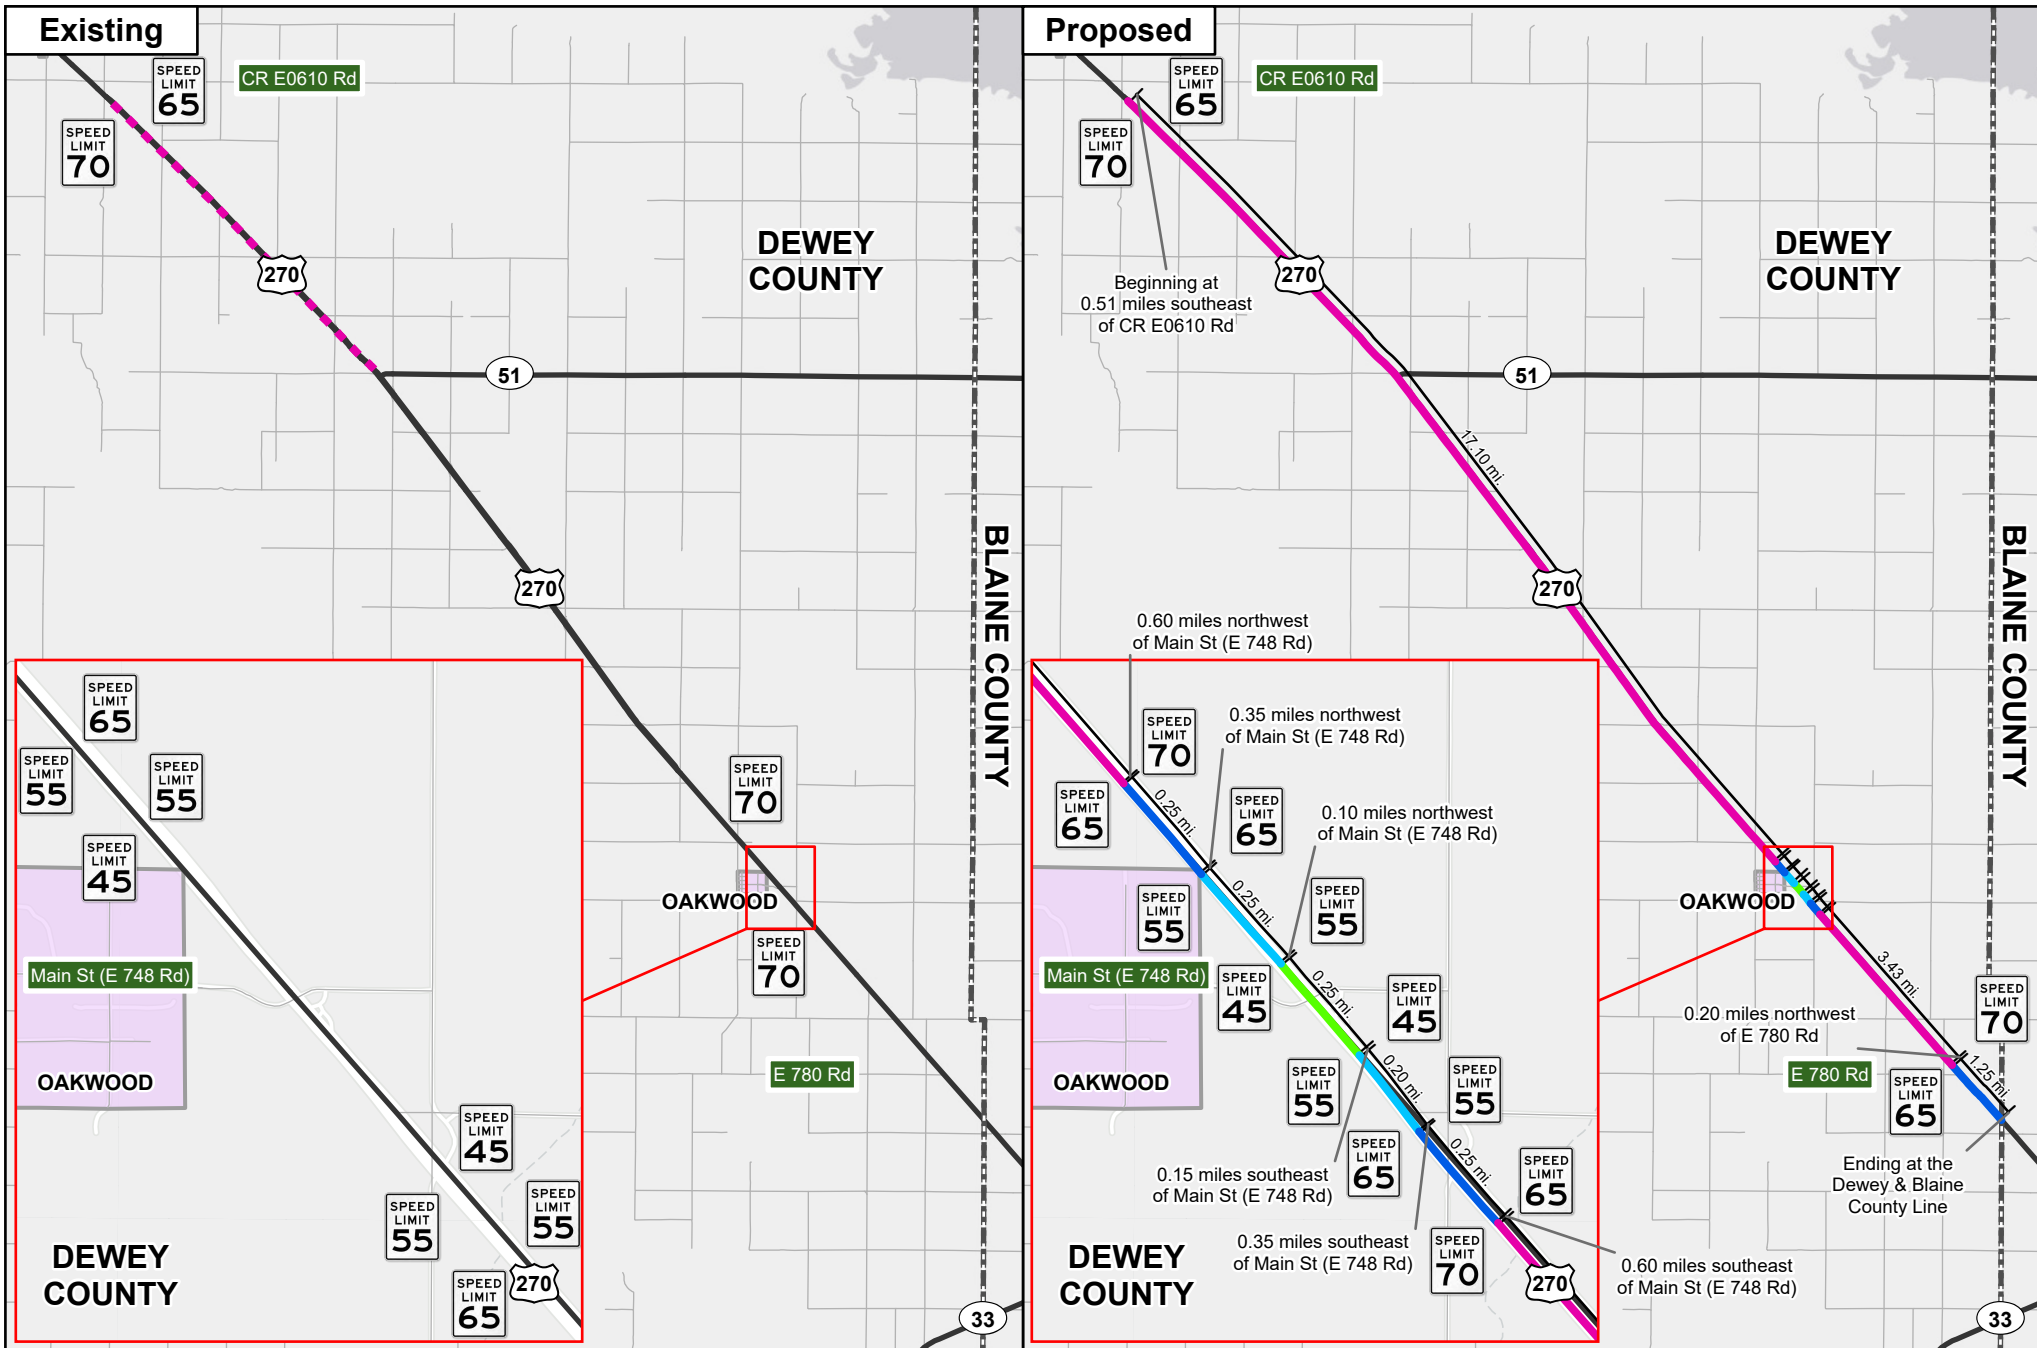 Existing
SPEED
LIMIT
65
CR E0610 Rd
SPEED
LIMIT
70
270
DEWEY
COUNTY
51
270
BLAINE COUNTY
SPEED
LIMIT
70
OAKWOOD
SPEED
LIMIT
70
E 780 Rd
33
SPEED
LIMIT
65
SPEED
LIMIT
55
SPEED
LIMIT
55
SPEED
LIMIT
45
Main St (E 748 Rd)
OAKWOOD
SPEED
LIMIT
45
SPEED
LIMIT
55
SPEED
LIMIT
55
SPEED
LIMIT
65
270
DEWEY
COUNTY
Proposed
SPEED
LIMIT
65
CR E0610 Rd
SPEED
LIMIT
70
Beginning at
0.51 miles southeast
of CR E0610 Rd
270
DEWEY
COUNTY
51
17.10 mi.
270
BLAINE COUNTY
OAKWOOD
3.43 mi.
0.20 miles northwest
of E 780 Rd
SPEED
LIMIT
70
E 780 Rd
1.25 mi.
SPEED
LIMIT
65
Ending at the
Dewey & Blaine
County Line
33
0.60 miles northwest
of Main St (E 748 Rd)
SPEED
LIMIT
70
0.35 miles northwest
of Main St (E 748 Rd)
SPEED
LIMIT
65
0.25 mi.
SPEED
LIMIT
65
0.10 miles northwest
of Main St (E 748 Rd)
0.25 mi.
SPEED
LIMIT
55
SPEED
LIMIT
55
Main St (E 748 Rd)
SPEED
LIMIT
45
0.25 mi.
SPEED
LIMIT
45
OAKWOOD
SPEED
LIMIT
55
0.20 mi.
SPEED
LIMIT
55
0.15 miles southeast
of Main St (E 748 Rd)
SPEED
LIMIT
65
0.25 mi.
SPEED
LIMIT
65
0.35 miles southeast
of Main St (E 748 Rd)
SPEED
LIMIT
70
270
0.60 miles southeast
of Main St (E 748 Rd)
DEWEY
COUNTY